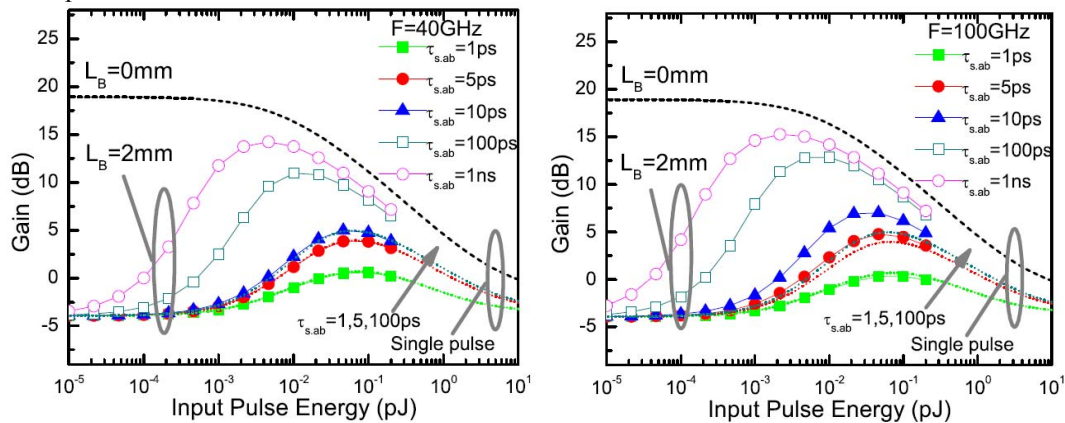 F=40GHz
τs.ab=1ps
τs.ab=5ps
τs.ab=10ps
τs.ab=100ps
τs.ab=1ns
LB=0mm
LB=2mm
τs.ab=1,5,100ps
Single pulse
25
20
15
10
5
0
-5
Gain (dB)
10-5 10-4 10-3 10-2 10-1 100 101
Input Pulse Energy (pJ)
F=100GHz
τs.ab=1ps
τs.ab=5ps
τs.ab=10ps
τs.ab=100ps
τs.ab=1ns
LB=0mm
LB=2mm
τs.ab=1,5,100ps
Single pulse
25
20
15
10
5
0
-5
Gain (dB)
10-5 10-4 10-3 10-2 10-1 100 101
Input Pulse Energy (pJ)